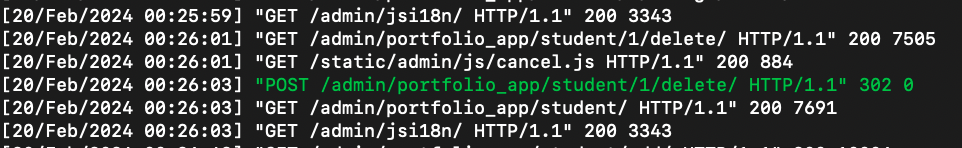 [20/Feb/2024 00:25:59] "GET /admin/jsi18n/ HTTP/1.1" 200 3343
[20/Feb/2024 00:26:01] "GET /admin/portfolio_app/student/1/delete/ HTTP/1.1" 200 7505
[20/Feb/2024 00:26:01] "GET /static/admin/js/cancel.js HTTP/1.1" 200 884
[20/Feb/2024 00:26:03] "POST /admin/portfolio_app/student/1/delete/ HTTP/1.1" 302 0
[20/Feb/2024 00:26:03] "GET /admin/portfolio_app/student/ HTTP/1.1" 200 7691
[20/Feb/2024 00:26:03] "GET /admin/jsi18n/ HTTP/1.1" 200 3343